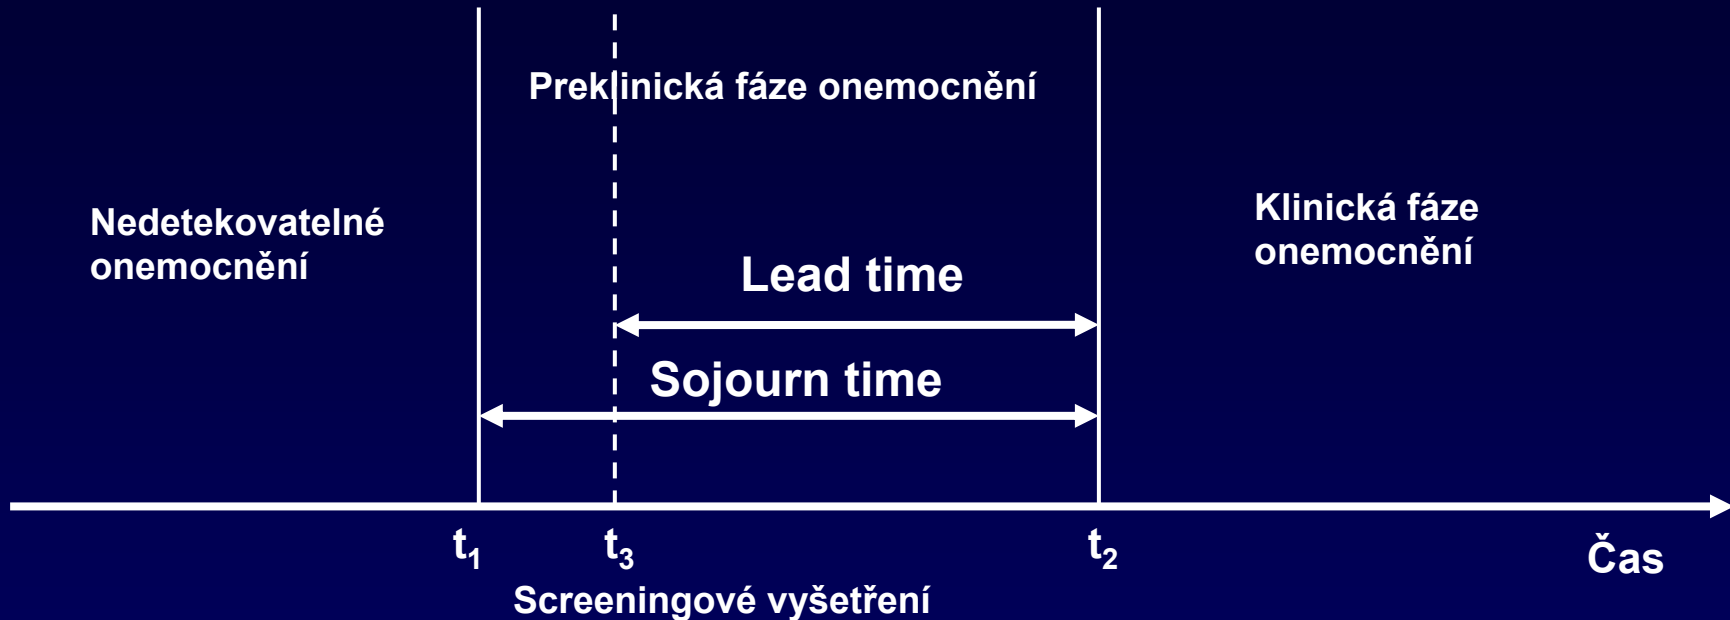 Preklinická fáze onemocnění
Nedetekovatelné
onemocnění
Klinická fáze
onemocnění
Lead time
Sojourn time
t₁
t₃
t₂
Čas
Screeningové vyšetření